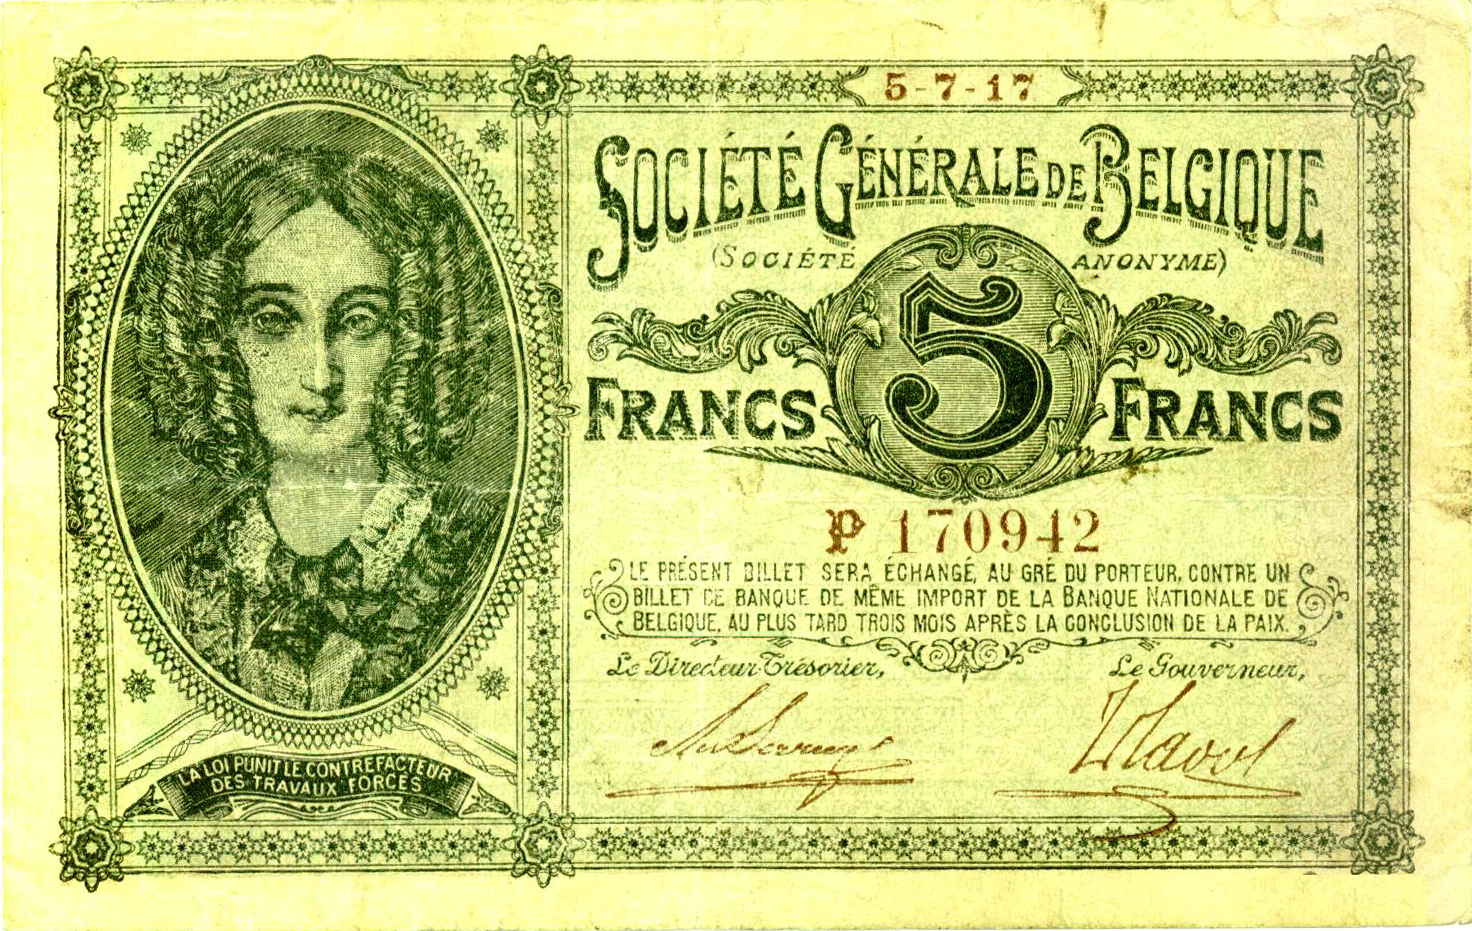 5-7-17
SOCIÉTÉ GÉNÉRALE DE BELGIQUE
(SOCIÉTÉ ANONYME)
5
FRANCS FRANCS
P 170942
LE PRÉSENT BILLET SERA ÉCHANGÉ, AU GRÉ DU PORTEUR, CONTRE UN
BILLET DE BANQUE DE MÊME IMPORT DE LA BANQUE NATIONALE DE
BELGIQUE, AU PLUS TARD TROIS MOIS APRÈS LA CONCLUSION DE LA PAIX.
Le Directeur Trésorier, Le Gouverneur,
LA LOI PUNIT LE CONTREFACTEUR
DES TRAVAUX FORCÉS